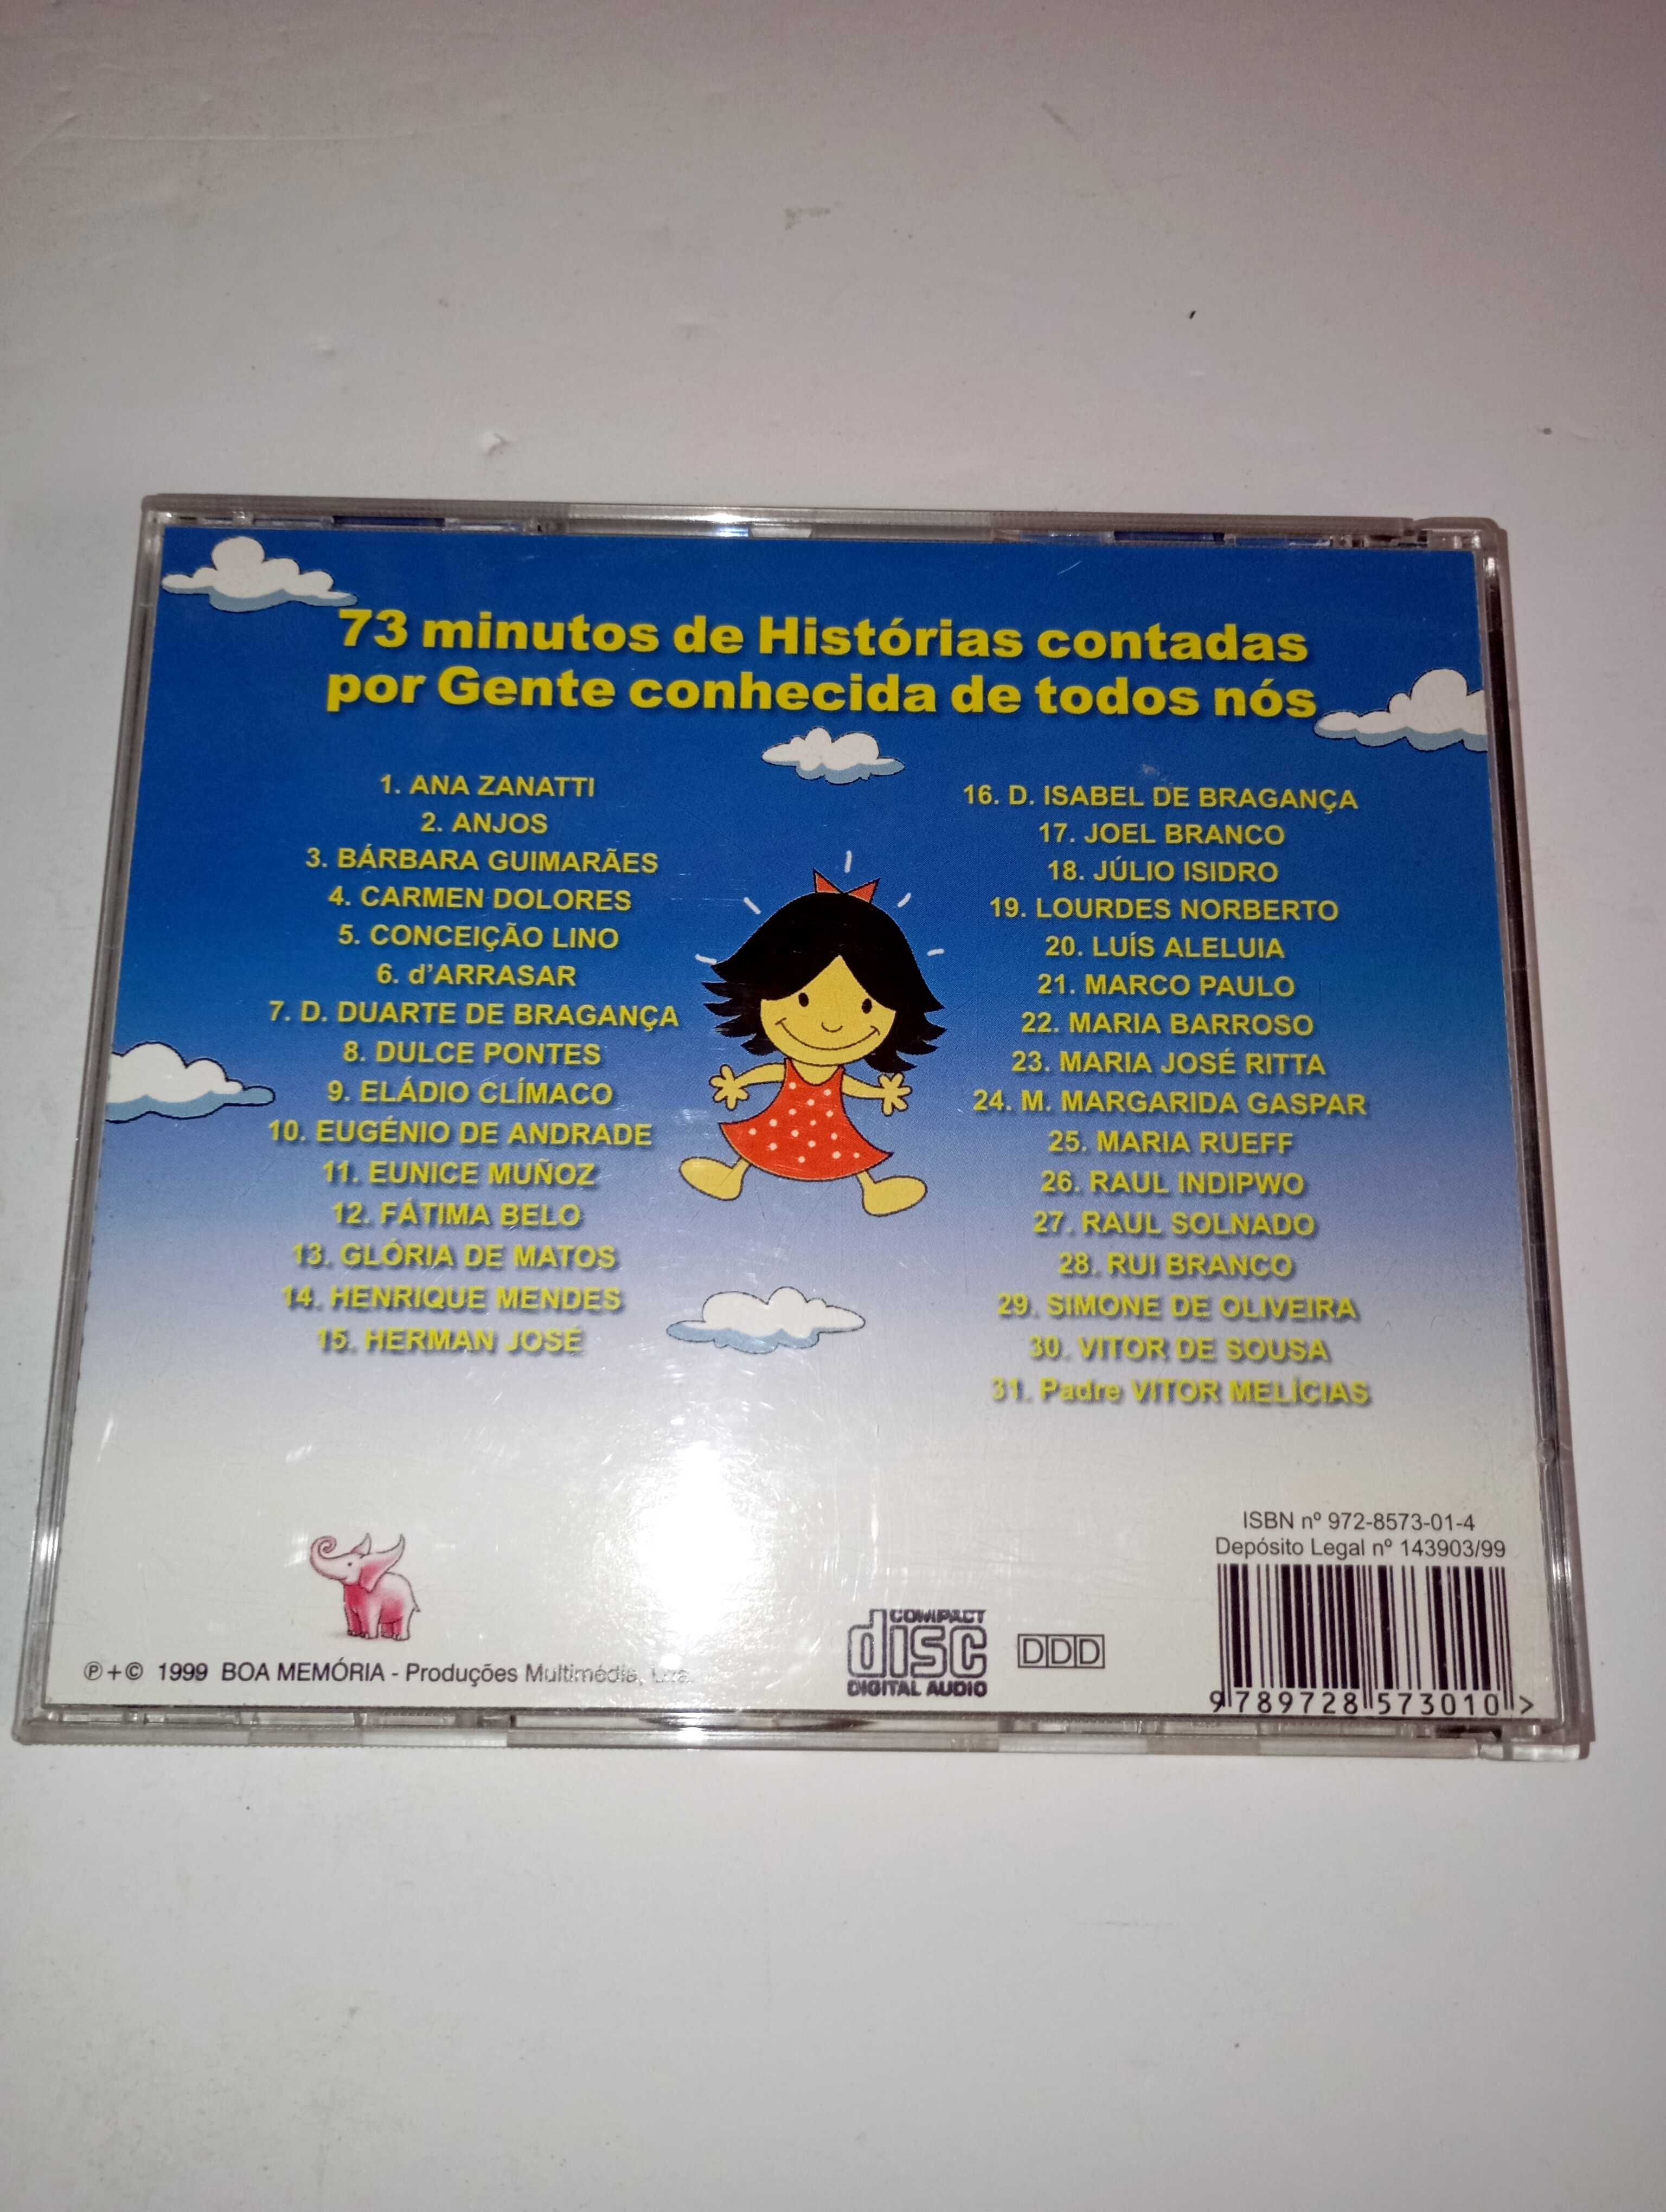 73 minutos de Histórias contadas
por Gente conhecida de todos nós
1. ANA ZANATTI
2. ANJOS
3. BÁRBARA GUIMARÃES
4. CARMEN DOLORES
5. CONCEIÇÃO LINO
6. d'ARRASAR
7. D. DUARTE DE BRAGANÇA
8. DULCE PONTES
9. ELÁDIO CLÍMACO
10. EUGÉNIO DE ANDRADE
11. EUNICE MUÑOZ
12. FÁTIMA BELO
13. GLÓRIA DE MATOS
14. HENRIQUE MENDES
15. HERMAN JOSÉ
16. D. ISABEL DE BRAGANÇA
17. JOEL BRANCO
18. JÚLIO ISIDRO
19. LOURDES NORBERTO
20. LUÍS ALELUIA
21. MARCO PAULO
22. MARIA BARROSO
23. MARIA JOSÉ RITTA
24. M. MARGARIDA GASPAR
25. MARIA RUEFF
26. RAUL INDIPWO
27. RAUL SOLNADO
28. RUI BRANCO
29. SIMONE DE OLIVEIRA
30. VITOR DE SOUSA
31. Padre VITOR MELÍCIAS
ISBN nº 972-8573-01-4
Depósito Legal nº 143903/99
℗+© 1999 BOA MEMÓRIA - Produções Multimédia,
COMPACT
disc
DIGITAL AUDIO
DDD
9 789728 573010 >